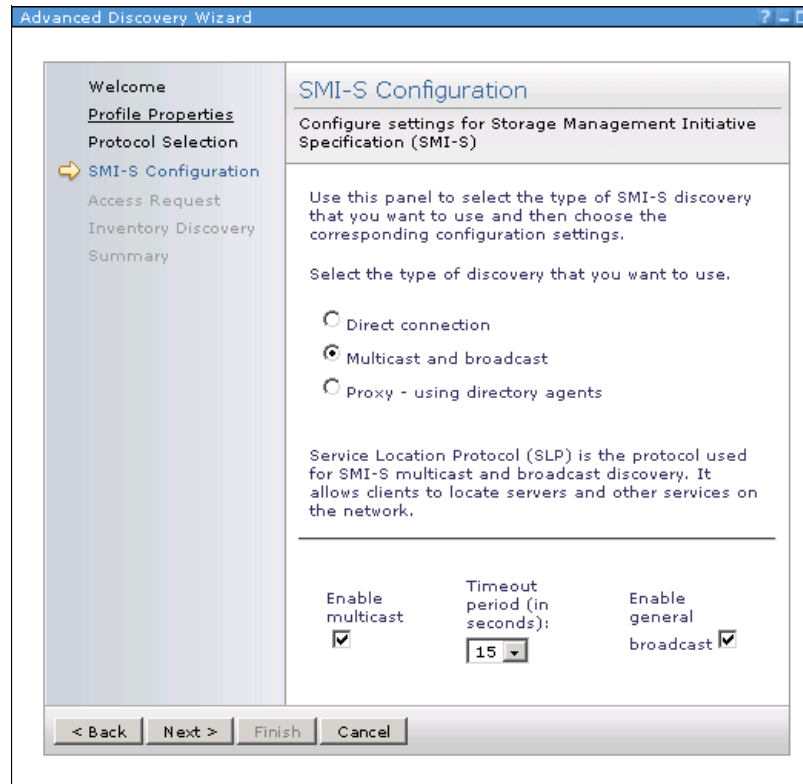 Advanced Discovery Wizard
? –
Welcome
Profile Properties
Protocol Selection
SMI-S Configuration
Access Request
Inventory Discovery
Summary
SMI-S Configuration
Configure settings for Storage Management Initiative
Specification (SMI-S)
Use this panel to select the type of SMI-S discovery
that you want to use and then choose the
corresponding configuration settings.
Select the type of discovery that you want to use.
Direct connection
Multicast and broadcast
Proxy - using directory agents
Service Location Protocol (SLP) is the protocol used
for SMI-S multicast and broadcast discovery. It
allows clients to locate servers and other services on
the network.
Enable
multicast
Timeout
period (in
seconds):
15
Enable
general
broadcast
< Back
Next >
Finish
Cancel